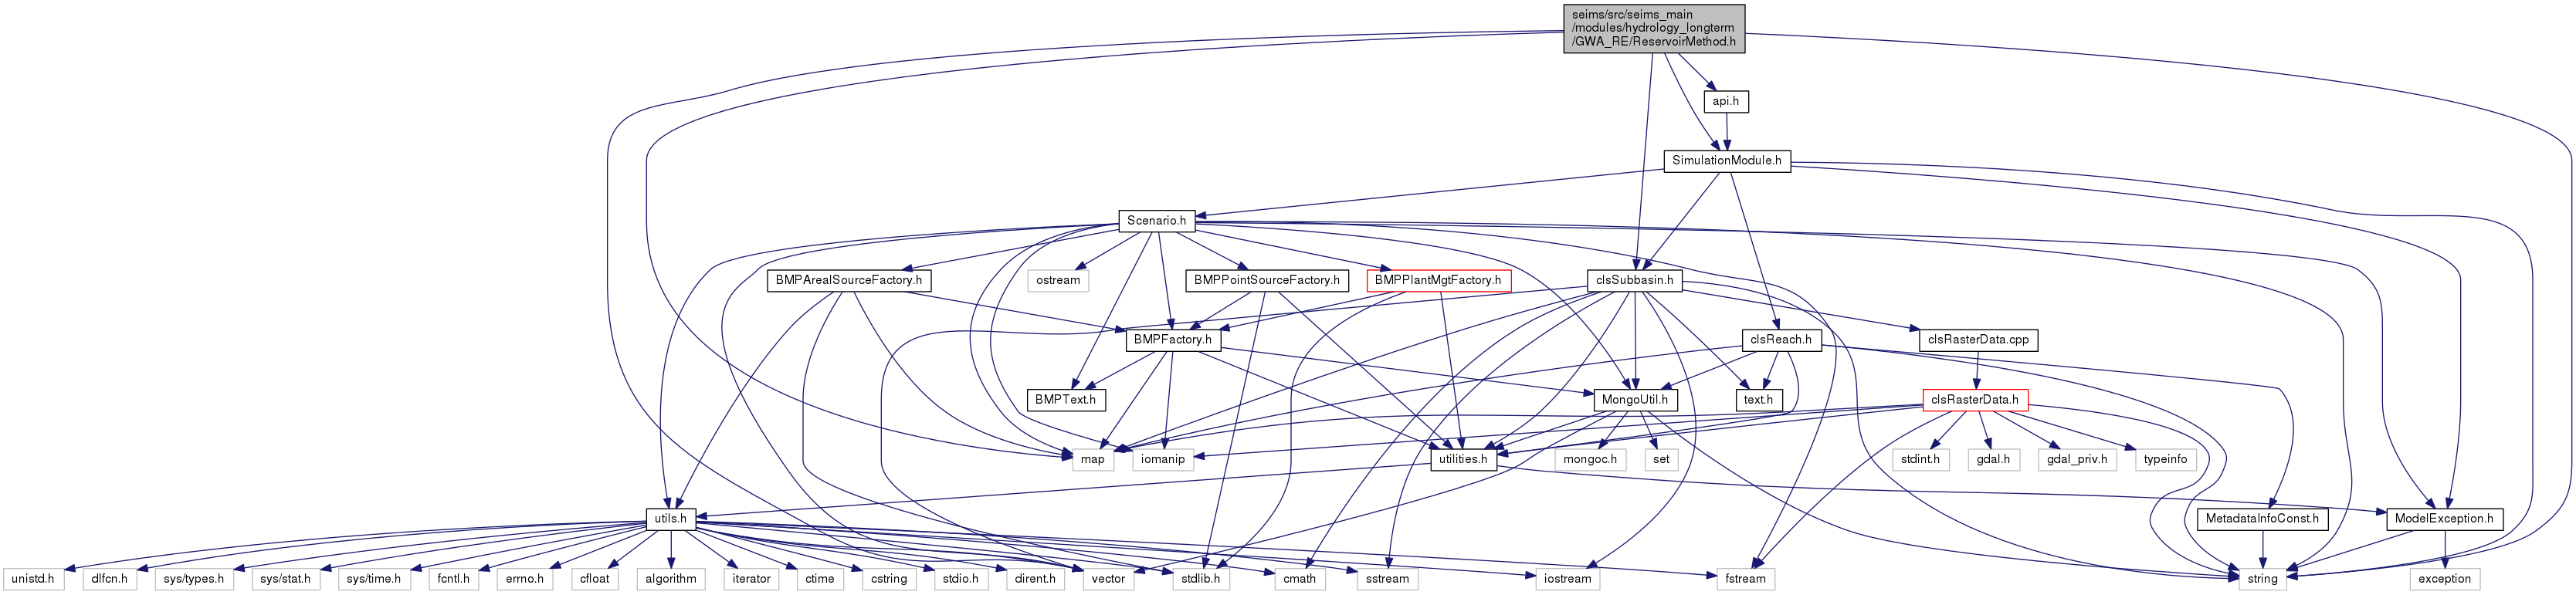 seims/src/seims_main
/modules/hydrology_longterm
/GWA_RE/ReservoirMethod.h
api.h
SimulationModule.h
Scenario.h
BMPArealSourceFactory.h
ostream
BMPPointSourceFactory.h
BMPPlantMgtFactory.h
clsSubbasin.h
BMPFactory.h
clsReach.h
clsRasterData.cpp
BMPText.h
MongoUtil.h
text.h
clsRasterData.h
map
iomanip
utilities.h
mongoc.h
set
stdint.h
gdal.h
gdal_priv.h
typeinfo
utils.h
MetadataInfoConst.h
ModelException.h
unistd.h
dlfcn.h
sys/types.h
sys/stat.h
sys/time.h
fcntl.h
errno.h
cfloat
algorithm
iterator
ctime
cstring
stdio.h
dirent.h
vector
stdlib.h
cmath
sstream
iostream
fstream
string
exception